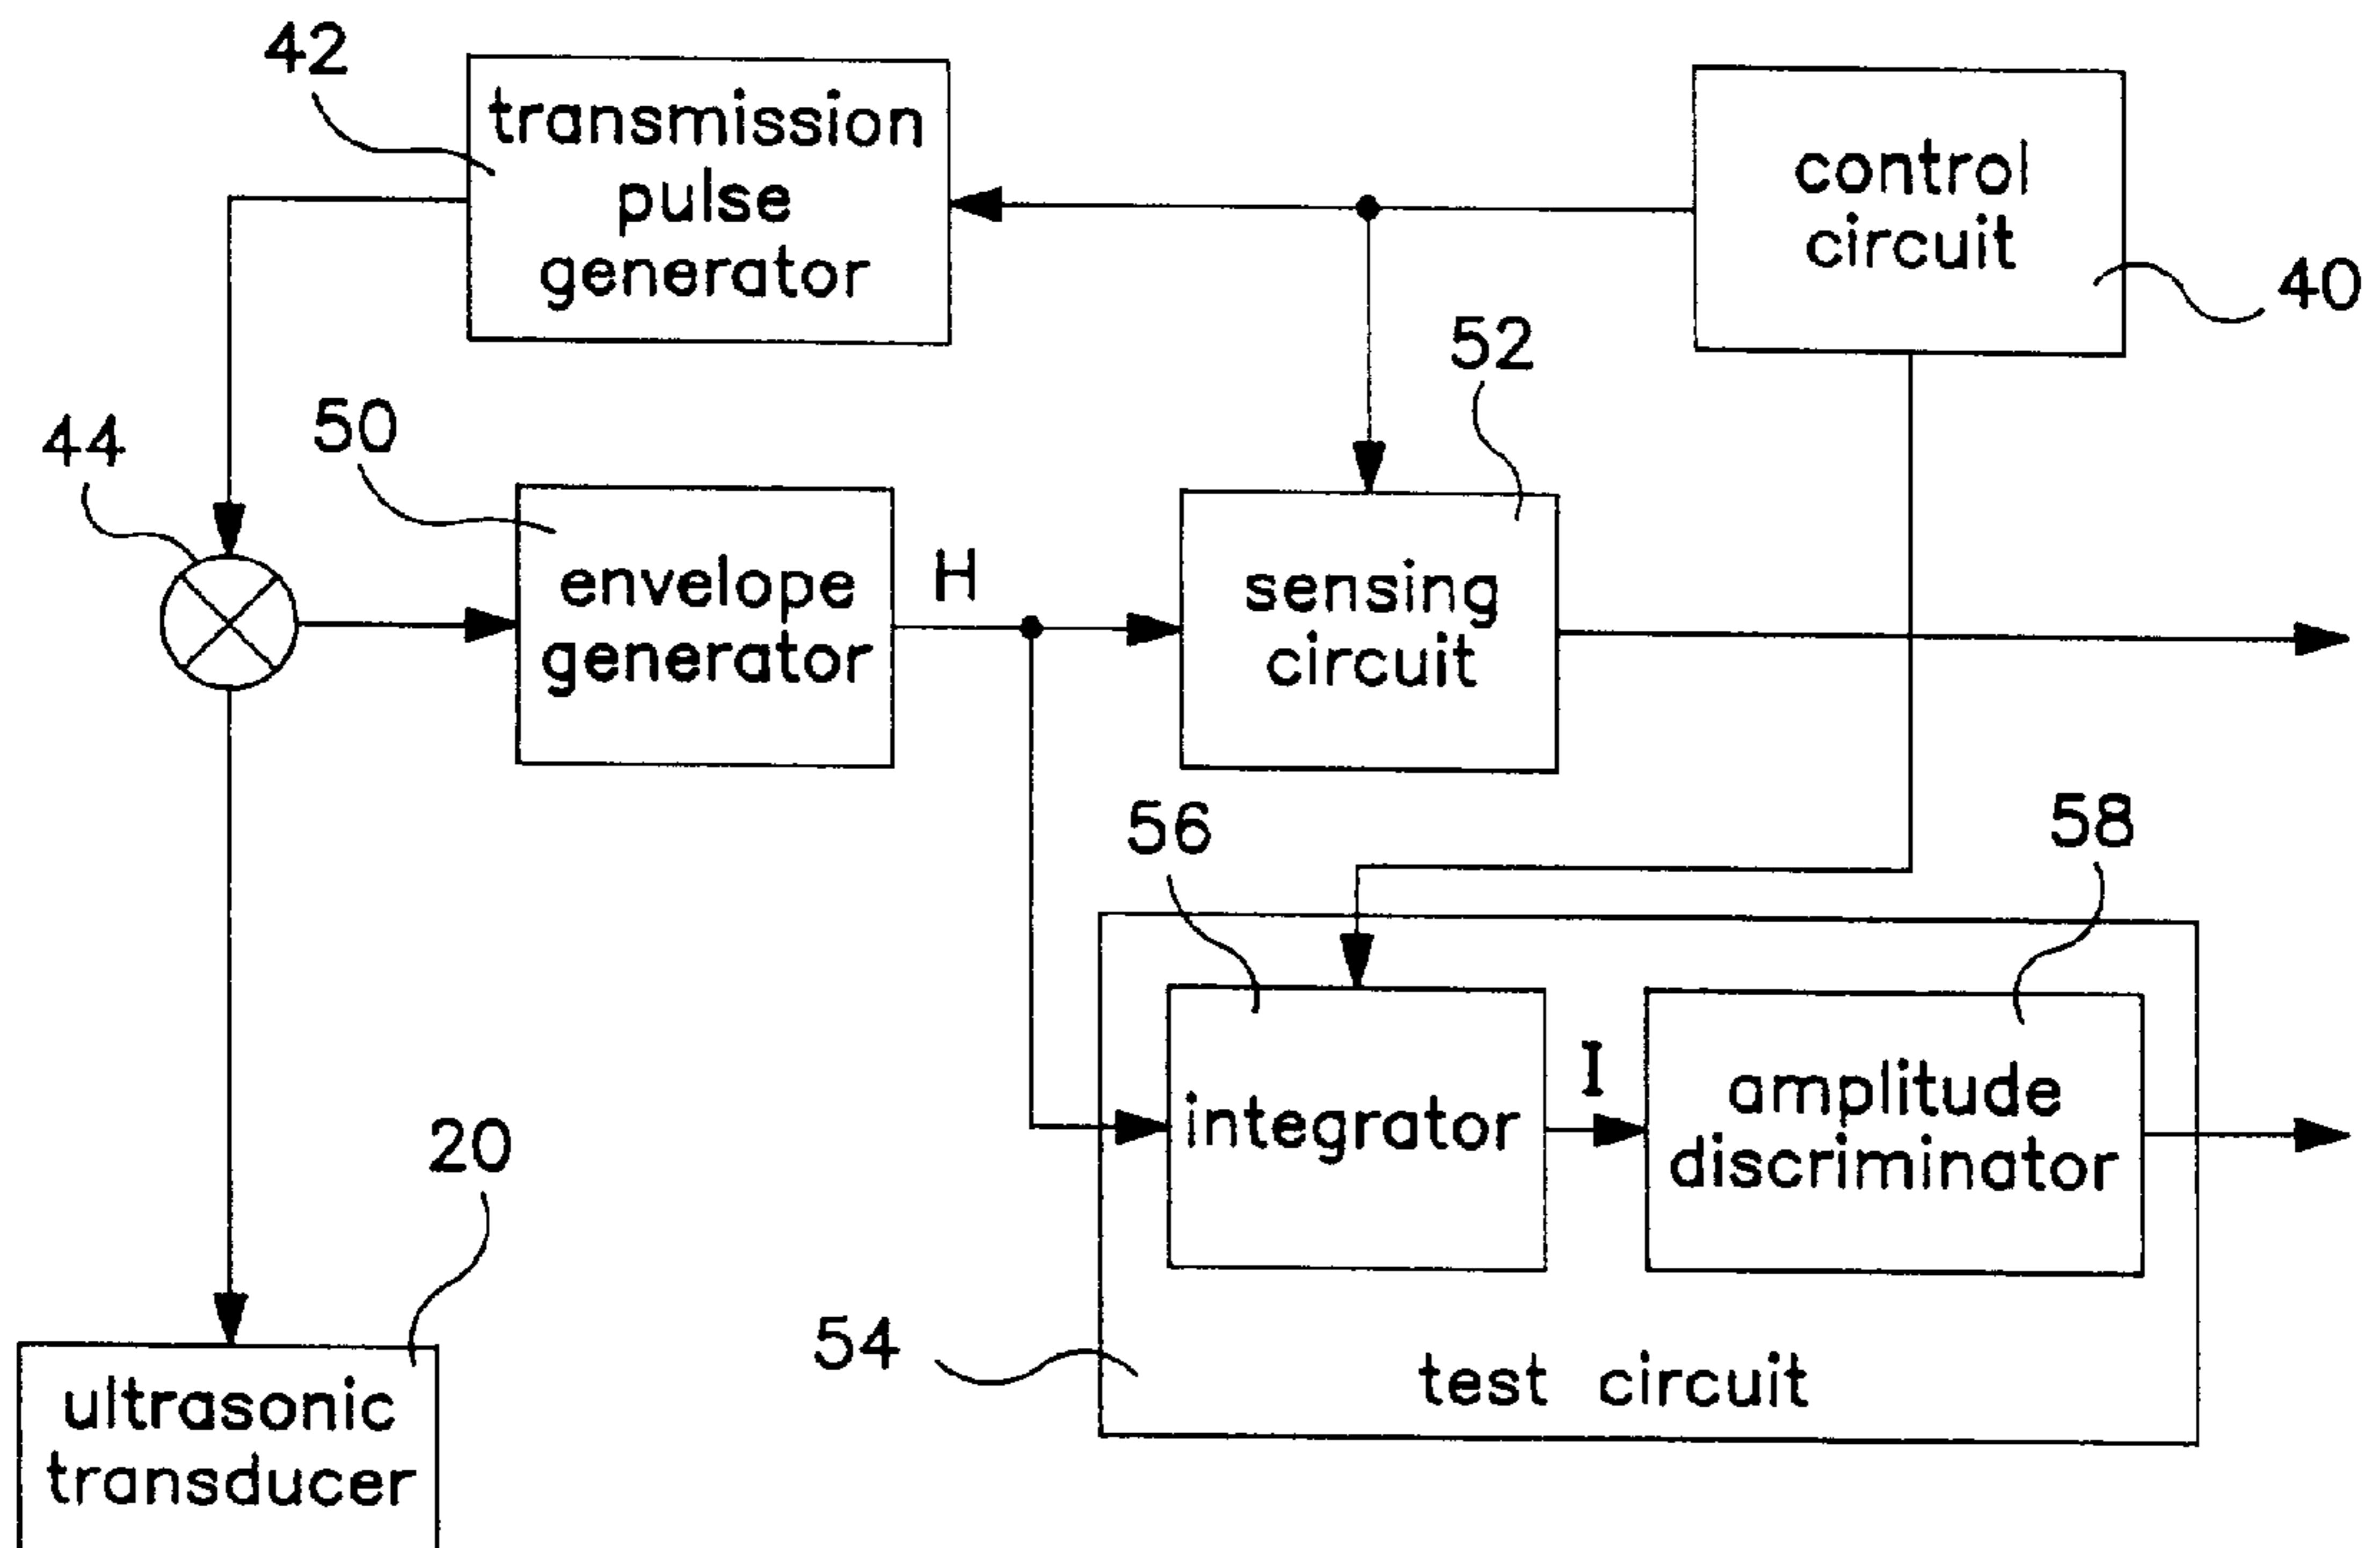 42
transmission
pulse
generator
control
circuit
40
52
44
50
envelope
generator
H
sensing
circuit
56
58
integrator
I
amplitude
discriminator
20
54
test circuit
ultrasonic
transducer